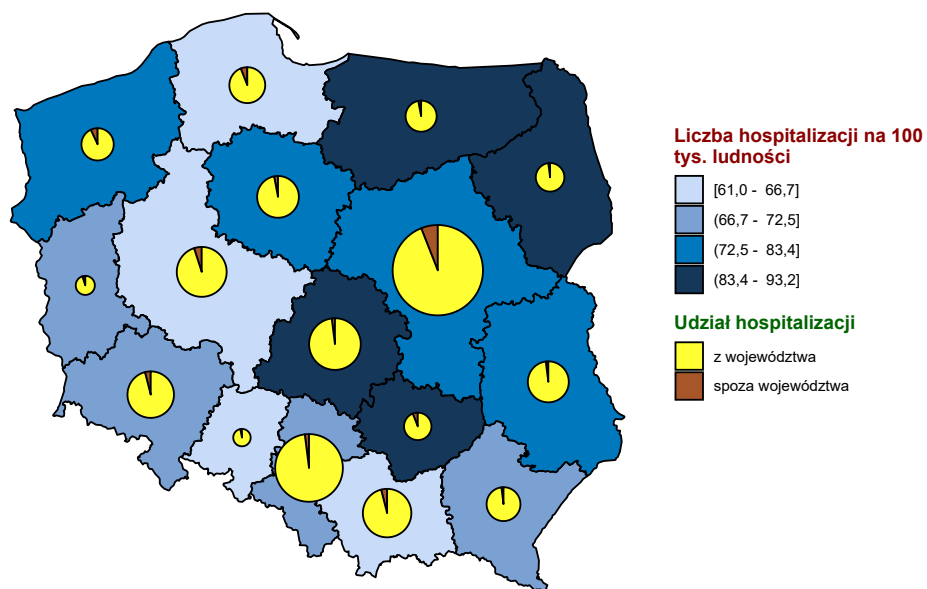 Liczba hospitalizacji na 100
tys. ludności
[61,0 - 66,7]
(66,7 - 72,5]
(72,5 - 83,4]
(83,4 - 93,2]
Udział hospitalizacji
z województwa
spoza województwa